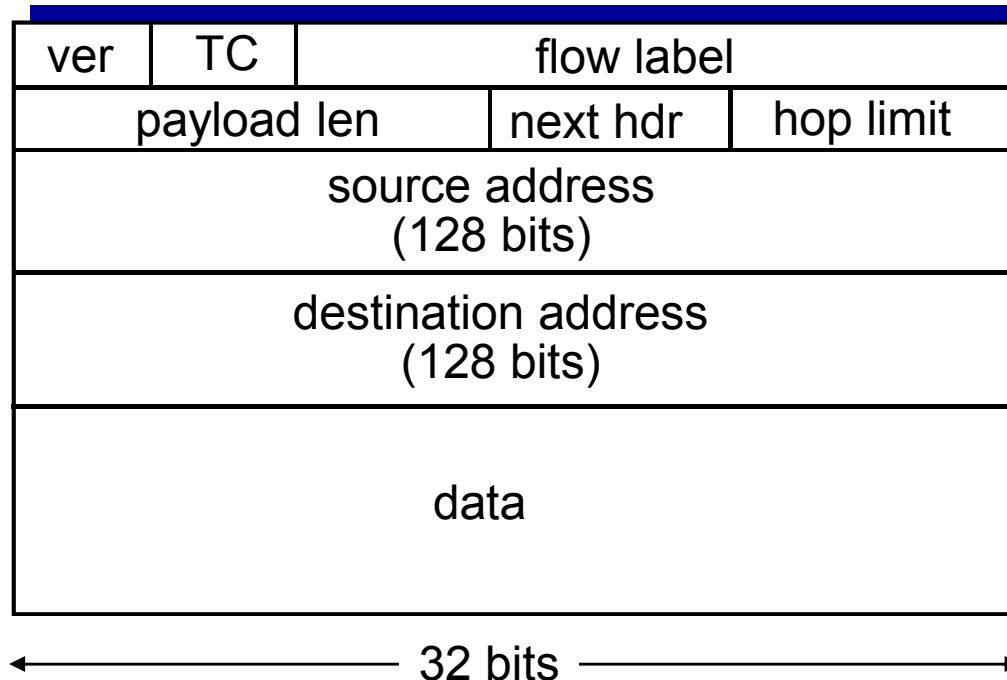 ver TC flow label
payload len next hdr hop limit
source address
(128 bits)
destination address
(128 bits)
data
32 bits